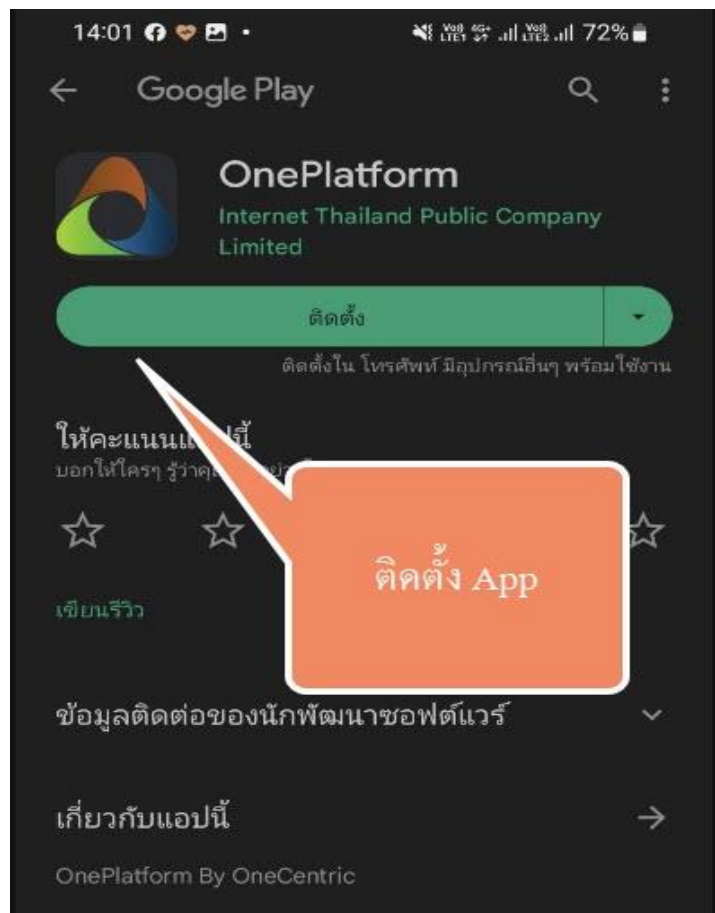 14:01
72%
Google Play
OnePlatform
Internet Thailand Public Company
Limited
ติดตั้ง
ติดตั้งใน โทรศัพท์ มีอุปกรณ์อื่นๆ พร้อมใช้งาน
ให้คะแนนแอปนี้
บอกให้ใครๆ รู้ว่า
ติดตั้ง App
เขียนรีวิว
ข้อมูลติดต่อของนักพัฒนาซอฟต์แวร์
เกี่ยวกับแอปนี้
OnePlatform By OneCentric